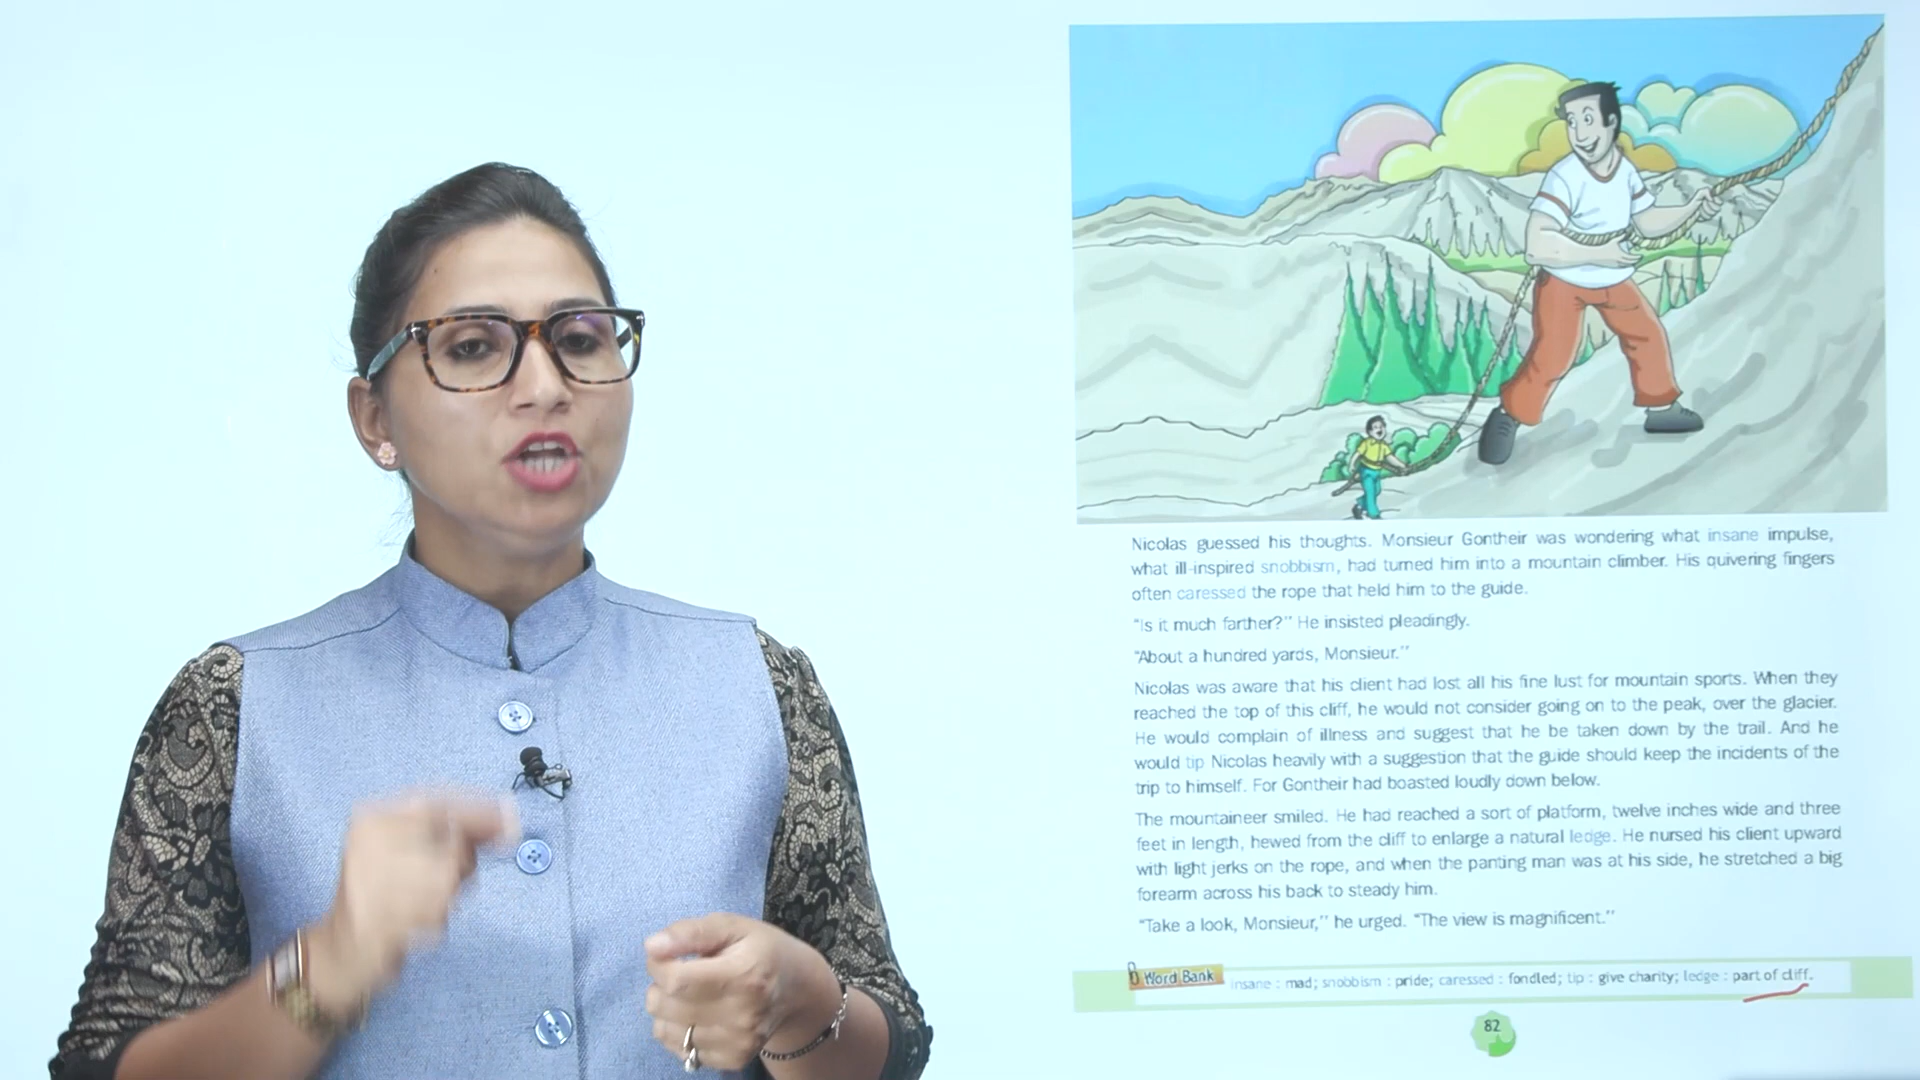 Nicolas guessed his thoughts. Monsieur Gontheir was wondering what insane impulse,
what ill-inspired snobbism, had turned him into a mountain climber. His quivering fingers
often caressed the rope that held him to the guide.
"Is it much farther?" He insisted pleadingly.
"About a hundred yards, Monsieur."
Nicolas was aware that his client had lost all his fine lust for mountain sports. When they
reached the top of this cliff, he would not consider going on to the peak, over the glacier.
He would complain of illness and suggest that he be taken down by the trail. And he
would tip Nicolas heavily with a suggestion that the guide should keep the incidents of the
trip to himself. For Gontheir had boasted loudly down below.
The mountaineer smiled. He had reached a sort of platform, twelve inches wide and three
feet in length, hewed from the cliff to enlarge a natural ledge. He nursed his client upward
with light jerks on the rope, and when the panting man was at his side, he stretched a big
forearm across his back to steady him.
"Take a look, Monsieur," he urged. "The view is magnificent."
Word Bank insane : mad; snobbism : pride; caressed : fondled; tip : give charity; ledge : part of cliff.
82